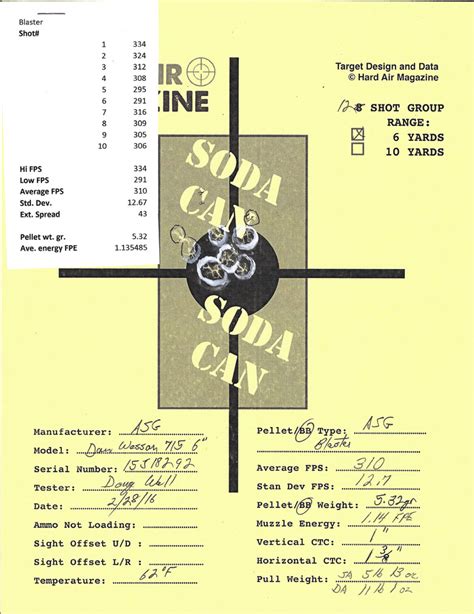 Blaster
Shot#
1 334
2 324
3 312
4 308
5 295
6 291
7 316
8 309
9 305
10 306
Hi FPS 334
Low FPS 291
Average FPS 310
Std. Dev. 12.67
Ext. Spread 43
Pellet wt. gr. 5.32
Ave. energy FPE 1.135485
IR
ZINE
Target Design and Data
© Hard Air Magazine
12 SHOT GROUP
RANGE:
6 YARDS
10 YARDS
SODA
CAN
SODA
CAN
Manufacturer: ASG
Model: Dan Wesson 715 6"
Serial Number: 15J18292
Tester: Doug Wall
Date: 2/28/16
Ammo Not Loading:
Sight Offset U/D :
Sight Offset L/R :
Temperature: 62°F
Pellet/BB Type: ASG
Blaster
Average FPS: 310
Stan Dev FPS: 12.7
Pellet/BB Weight: 5.32gr
Muzzle Energy: 1.14 FPE
Vertical CTC: 1"
Horizontal CTC: 1 3/8"
Pull Weight: SA 5 lb 13 oz
DA 11 lb 1 oz